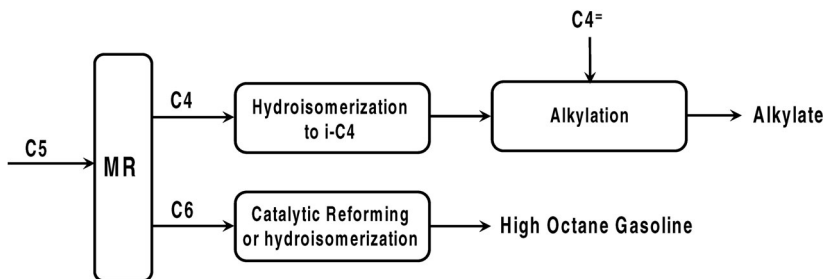 C4=
C4
Hydroisomerization
to i-C4
Alkylation
Alkylate
C5
MR
C6
Catalytic Reforming
or hydroisomerization
High Octane Gasoline